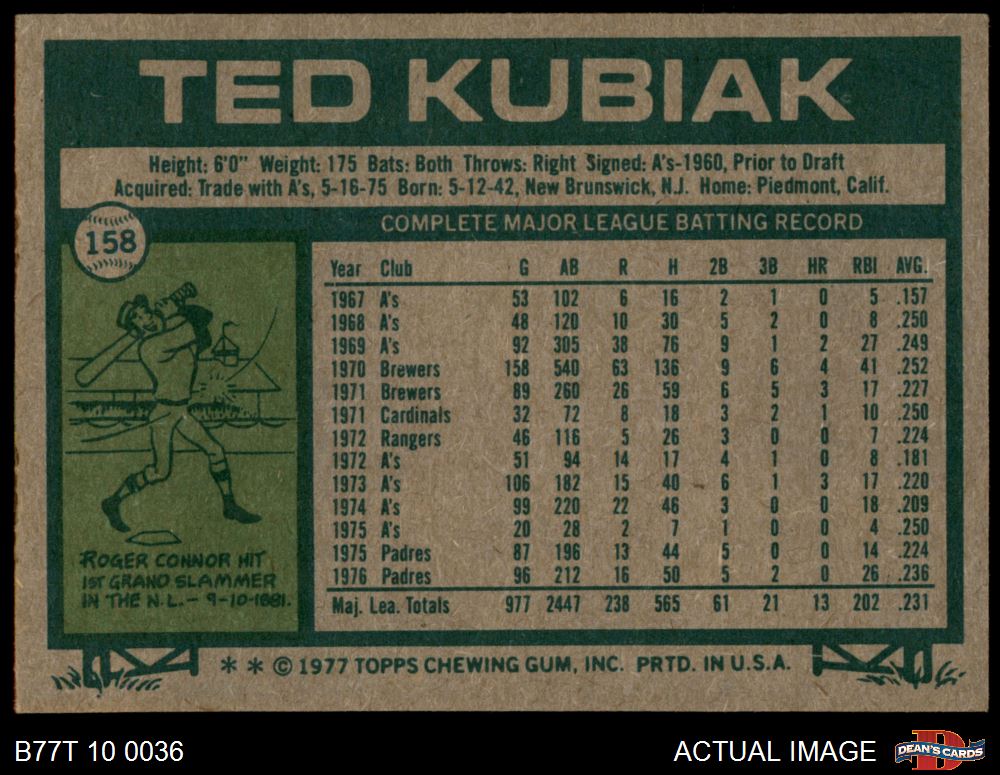 TED KUBIAK
Height: 6'0" Weight: 175 Bats: Both Throws: Right Signed: A's-1960, Prior to Draft
Acquired: Trade with A's, 5-16-75 Born: 5-12-42, New Brunswick, N.J. Home: Piedmont, Calif.
158
COMPLETE MAJOR LEAGUE BATTING RECORD
Year Club G AB R H 2B 3B HR RBI AVG.
1967 A's 53 102 6 16 2 1 0 5 .157
1968 A's 48 120 10 30 5 2 0 8 .250
1969 A's 92 305 38 76 9 1 2 27 .249
1970 Brewers 158 540 63 136 9 6 4 41 .252
1971 Brewers 89 260 26 59 6 5 3 17 .227
1971 Cardinals 32 72 8 18 3 2 1 10 .250
1972 Rangers 46 116 5 26 3 0 0 7 .224
1972 A's 51 94 14 17 4 1 0 8 .181
1973 A's 106 182 15 40 6 1 3 17 .220
1974 A's 99 220 22 46 3 0 0 18 .209
1975 A's 20 28 2 7 1 0 0 4 .250
1975 Padres 87 196 13 44 5 0 0 14 .224
1976 Padres 96 212 16 50 5 2 0 26 .236
Maj. Lea. Totals 977 2447 238 565 61 21 13 202 .231
ROGER CONNOR HIT
1ST GRAND SLAMMER
IN THE N.L.- 9-10-1881.
* * © 1977 TOPPS CHEWING GUM, INC. PRTD. IN U.S.A.
B77T 10 0036
ACTUAL IMAGE
D
DEAN'S CARDS